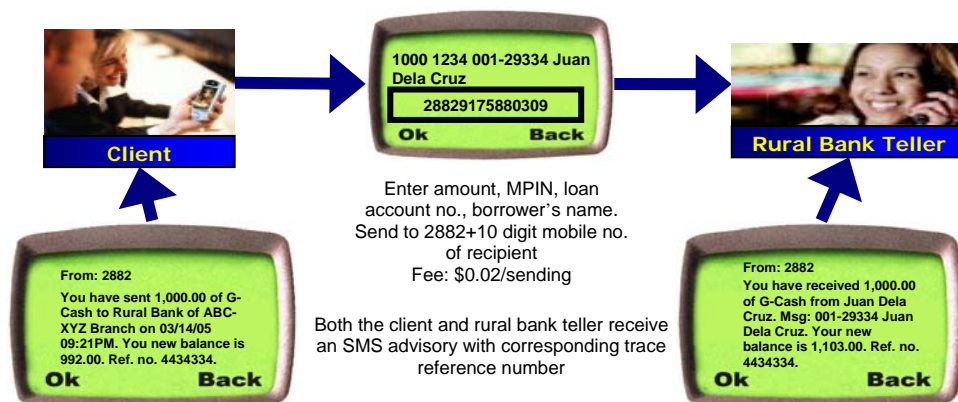 1000 1234 001-29334 Juan
Dela Cruz
28829175880309
Ok Back
Client
Rural Bank Teller
Enter amount, MPIN, loan
account no., borrower’s name.
Send to 2882+10 digit mobile no.
of recipient
Fee: $0.02/sending
Both the client and rural bank teller receive
an SMS advisory with corresponding trace
reference number
From: 2882
You have sent 1,000.00 of G-
Cash to Rural Bank of ABC-
XYZ Branch on 03/14/05
09:21PM. You new balance is
992.00. Ref. no. 4434334.
Ok Back
From: 2882
You have received 1,000.00
of G-Cash from Juan Dela
Cruz. Msg: 001-29334 Juan
Dela Cruz. Your new
balance is 1,103.00. Ref. no.
4434334.
Ok Back